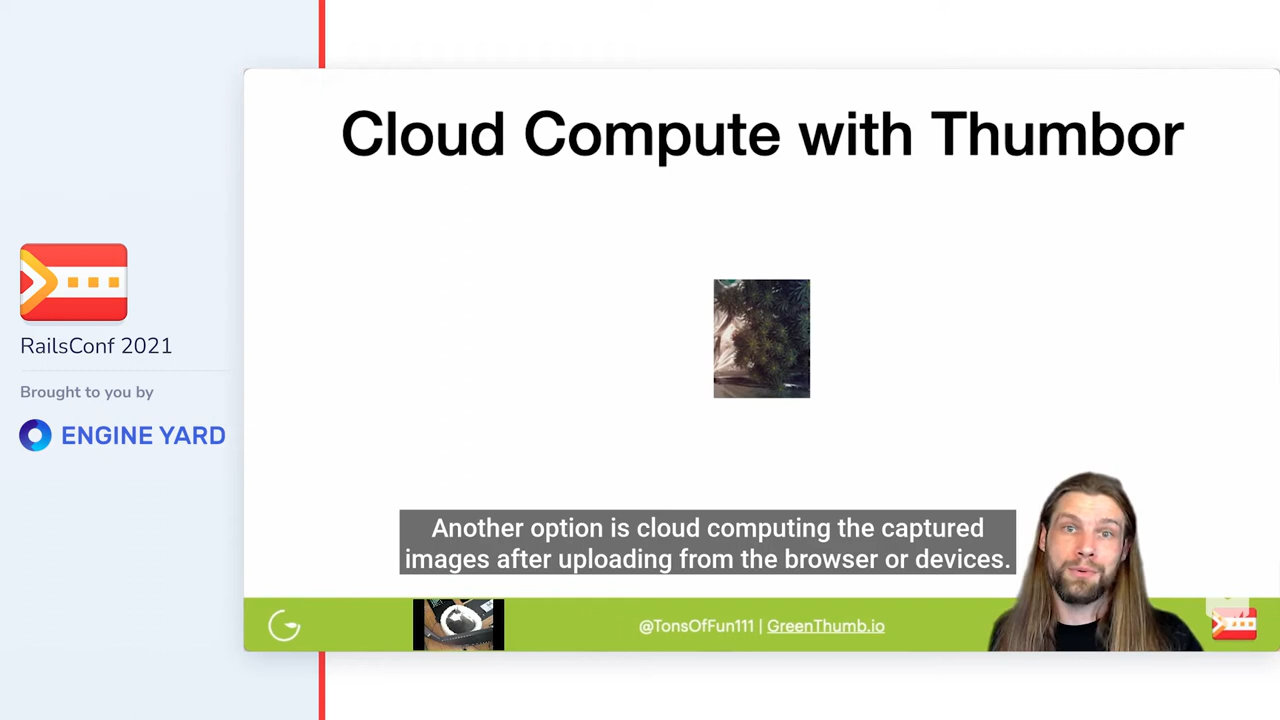 Cloud Compute with Thumbor
RailsConf 2021
Brought to you by
ENGINE YARD
Another option is cloud computing the captured
images after uploading from the browser or devices.
@TonsOfFun111 | GreenThumb.io